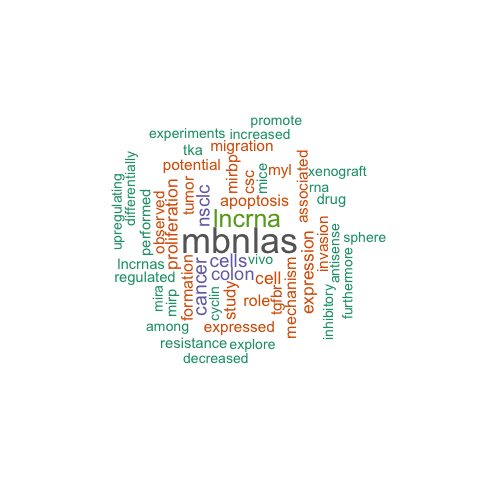 promote
experiments increased
tka migration
potential mirbp csc mice myl xenograft
upregulating differentially performed observed proliferation tumor nsclc apoptosis associated rna drug
lncrna
mbnlas
invasion antisense sphere furthermore
lncrnas cancer cells vivo
regulated formation colon cell expression
mira mirp cyclin study role tgfbr mechanism inhibitory
among expressed
resistance explore
decreased